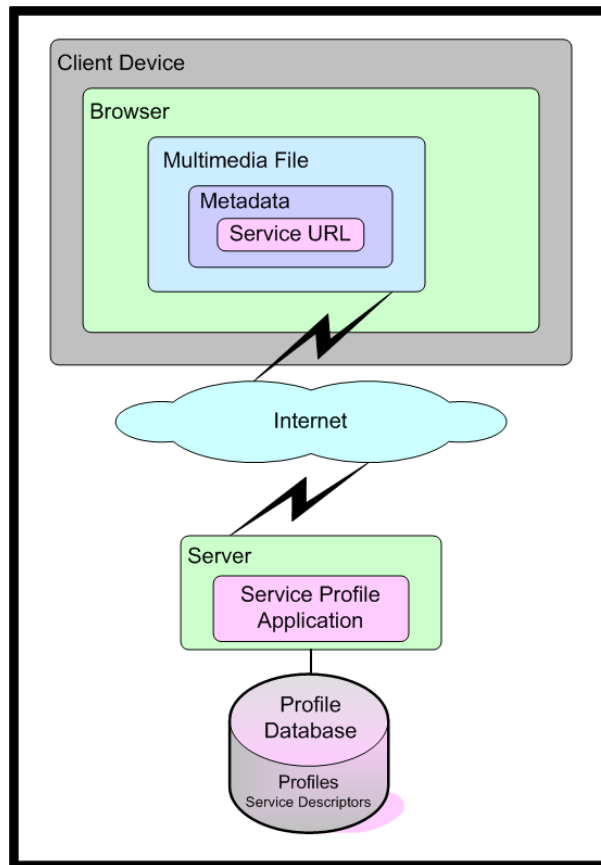 Client Device
Browser
Multimedia File
Metadata
Service URL
Internet
Server
Service Profile
Application
Profile
Database
Profiles
Service Descriptors